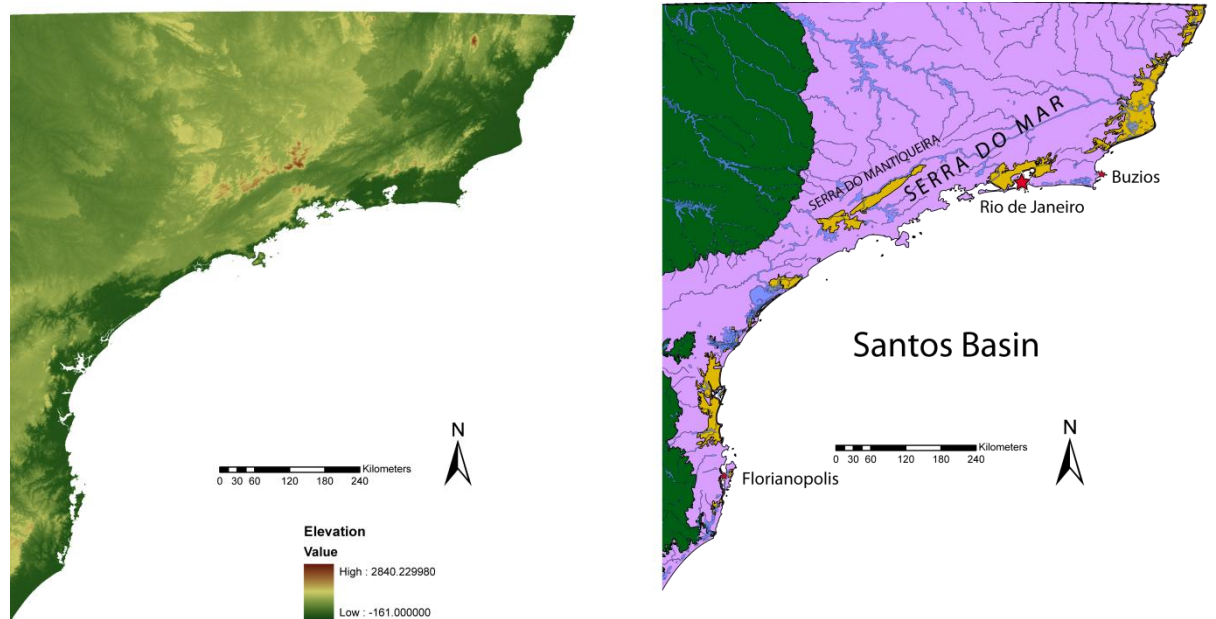 N
Kilometers
0 30 60 120 180 240
Elevation
Value
High : 2840.229980
Low : -161.000000
SERRA DO MANTIQUEIRA
SERRA DO MAR
Buzios
Rio de Janeiro
Santos Basin
N
Kilometers
0 30 60 120 180 240
Florianopolis